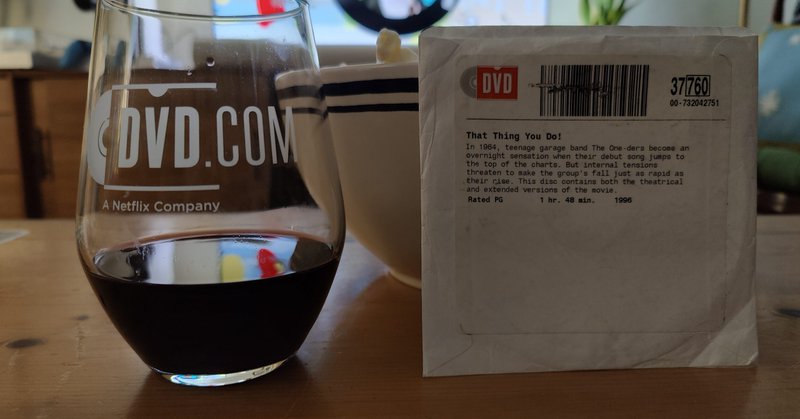 DVD.COM
A Netflix Company
DVD
37760
00-732042751
That Thing You Do!
In 1964, teenage garage band The One-ders become an
overnight sensation when their debut song jumps to
the top of the charts. But internal tensions
threaten to make the group's fall just as rapid as
their rise. This disc contains both the theatrical
and extended versions of the movie.
Rated PG 1 hr. 48 min. 1996